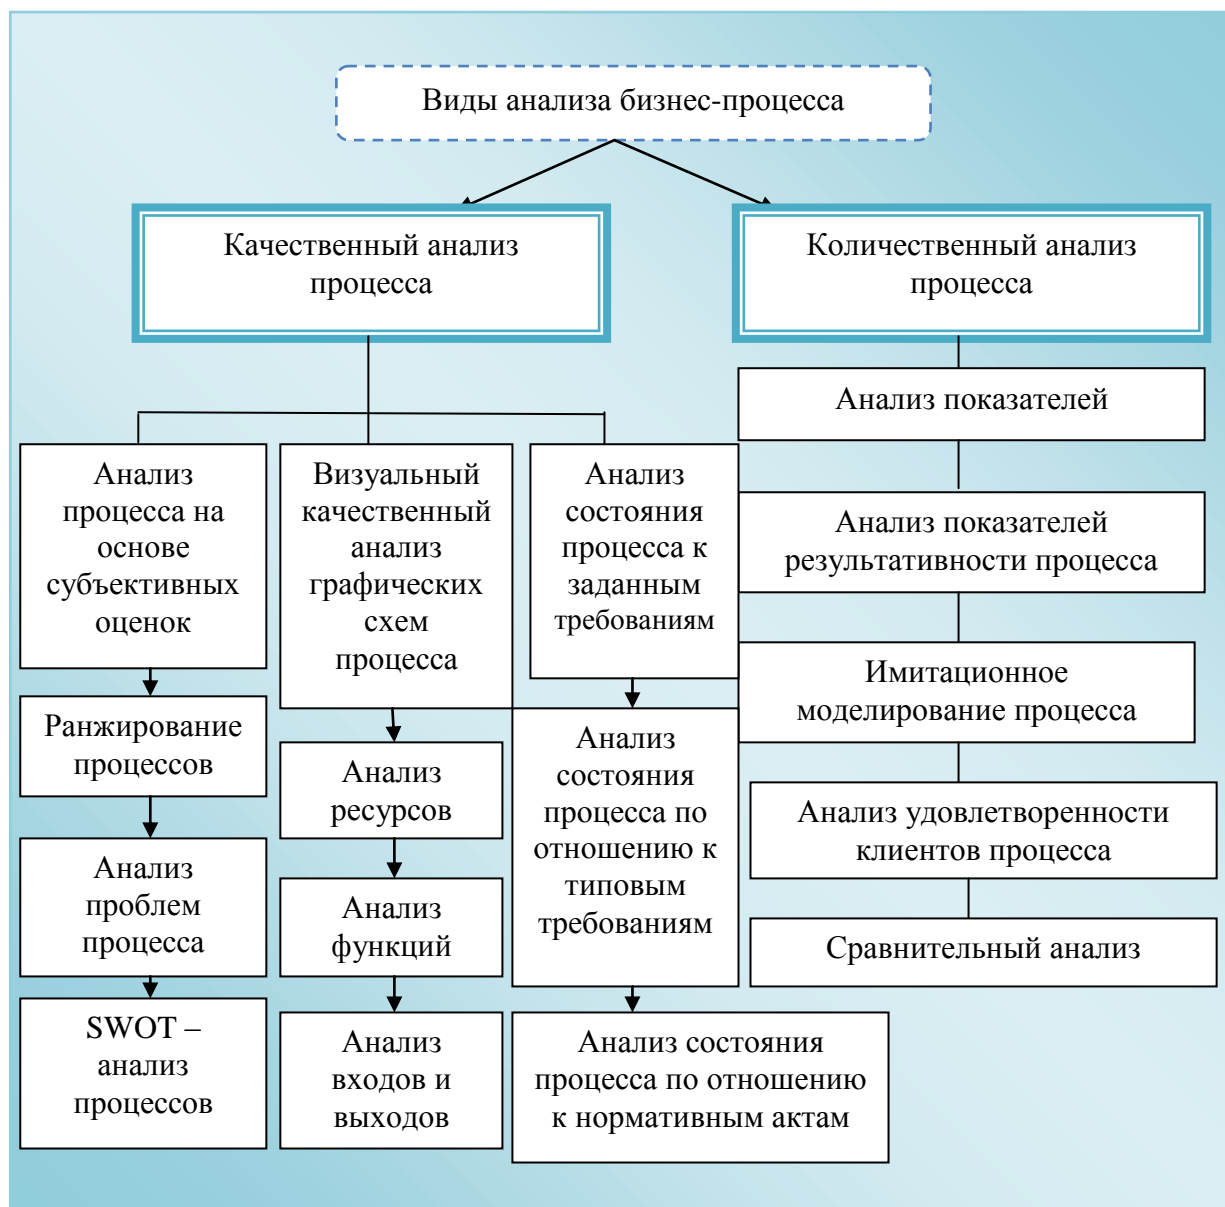 Виды анализа бизнес-процесса
Качественный анализ
процесса
Количественный анализ
процесса
Анализ
процесса на
основе
субъективных
оценок
Ранжирование
процессов
Анализ
проблем
процесса
SWOT –
анализ
процессов
Визуальный
качественный
анализ
графических
схем
процесса
Анализ
ресурсов
Анализ
функций
Анализ
входов и
выходов
Анализ
состояния
процесса к
заданным
требованиям
Анализ
состояния
процесса по
отношению к
типовым
требованиям
Анализ состояния
процесса по отношению
к нормативным актам
Анализ показателей
Анализ показателей
результативности процесса
Имитационное
моделирование процесса
Анализ удовлетворенности
клиентов процесса
Сравнительный анализ